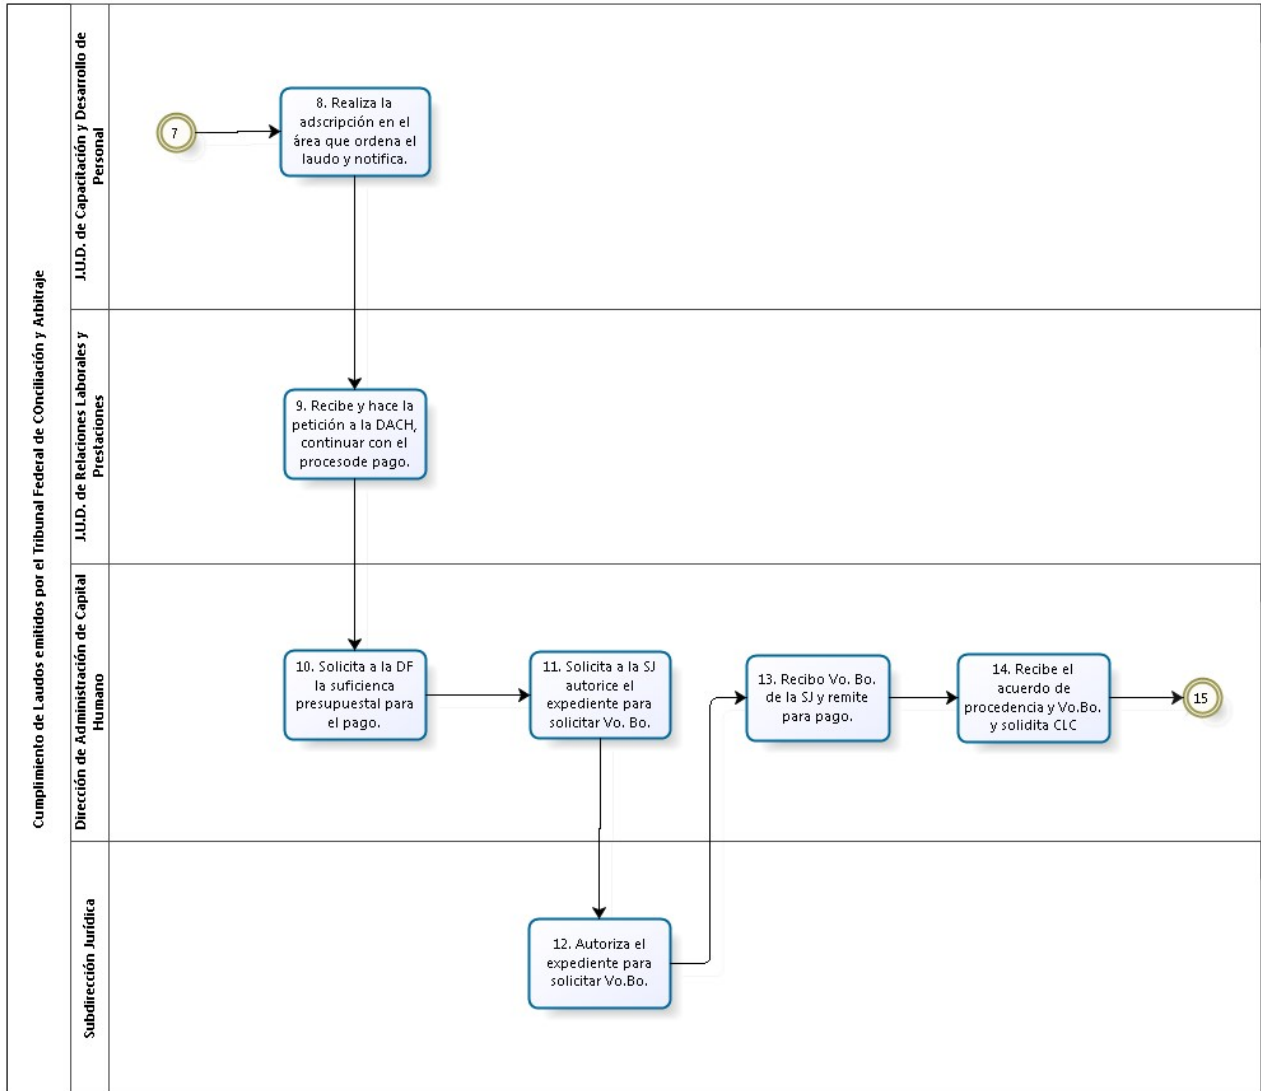 Cumplimiento de Laudos emitidos por el Tribunal Federal de COnciliación y Arbitraje
J.U.D. de Capacitación y Desarrollo de
Personal
7
8. Realiza la
adscripción en el
área que ordena el
laudo y notifica.
J.U.D. de Relaciones Laborales y
Prestaciones
9. Recibe y hace la
petición a la DACH,
continuar con el
procesode pago.
Dirección de Administración de Capital
Humano
10. Solicita a la DF
la suficienca
presupuestal para
el pago.
11. Solicita a la SJ
autorice el
expediente para
solicitar Vo. Bo.
13. Recibo Vo. Bo.
de la SJ y remite
para pago.
14. Recibe el
acuerdo de
procedencia y Vo.Bo.
y solidita CLC
15
Subdirección Jurídica
12. Autoriza el
expediente para
solicitar Vo.Bo.